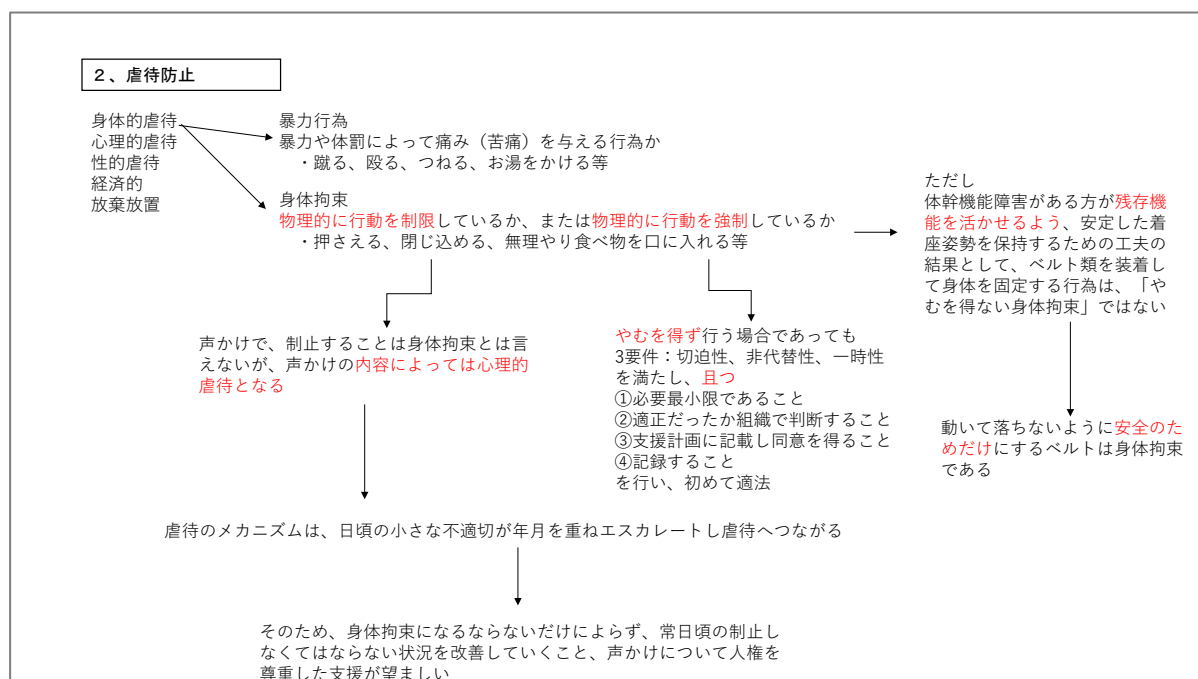 ２、虐待防止
身体的虐待
心理的虐待
性的虐待
経済的
放棄放置
暴力行為
暴力や体罰によって痛み（苦痛）を与える行為か
・蹴る、殴る、つねる、お湯をかける等
身体拘束
物理的に行動を制限しているか、または物理的に行動を強制しているか
・押さえる、閉じ込める、無理やり食べ物を口に入れる等
ただし
体幹機能障害がある方が残存機
能を活かせるよう、安定した着
座姿勢を保持するための工夫の
結果として、ベルト類を装着し
て身体を固定する行為は、「や
むを得ない身体拘束」ではない
声かけで、制止することは身体拘束とは言
えないが、声かけの内容によっては心理的
虐待となる
やむを得ず行う場合であっても
3要件：切迫性、非代替性、一時性
を満たし、且つ
①必要最小限であること
②適正だったか組織で判断すること
③支援計画に記載し同意を得ること
④記録すること
を行い、初めて適法
動いて落ちないように安全のた
めだけにするベルトは身体拘束
である
虐待のメカニズムは、日頃の小さな不適切が年月を重ねエスカレートし虐待へつながる
そのため、身体拘束になるならないだけによらず、常日頃の制止し
なくてはならない状況を改善していくこと、声かけについて人権を
尊重した支援が望ましい